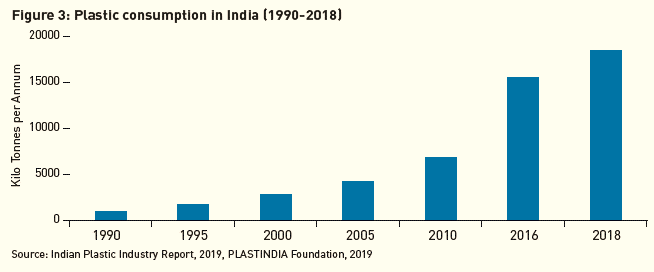 Figure 3: Plastic consumption in India (1990-2018)
20000
15000
10000
5000
0
Kilo Tonnes per Annum
1990 1995 2000 2005 2010 2016 2018
Source: Indian Plastic Industry Report, 2019, PLASTINDIA Foundation, 2019